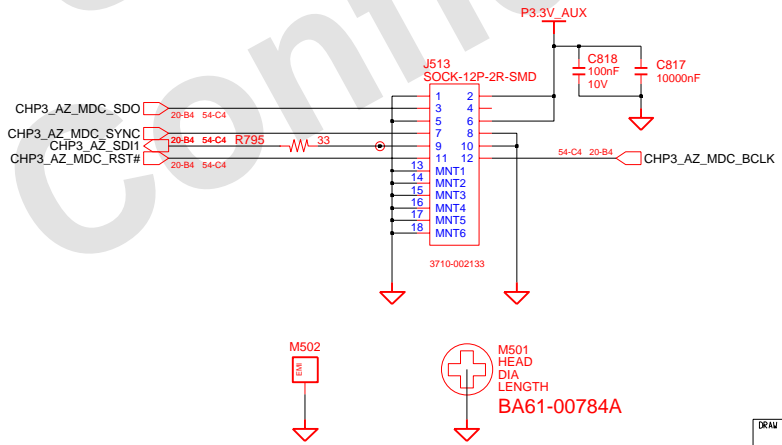 Confi
P3.3V_AUX
J513
SOCK-12P-2R-SMD
C818
100nF
10V
C817
10000nF
1 2
CHP3_AZ_MDC_SDO 20-B4 54-C4 3 4
5 6
CHP3_AZ_MDC_SYNC 20-B4 54-C4 7 8
CHP3_AZ_SDI1 R795 33 9 10
CHP3_AZ_MDC_RST# 20-B4 54-C4 11 12 54-C4 20-B4 CHP3_AZ_MDC_BCLK
13 MNT1
14 MNT2
15 MNT3
16 MNT4
17 MNT5
18 MNT6
3710-002133
M502
EMI
M501
HEAD
DIA
LENGTH
BA61-00784A
DRAW